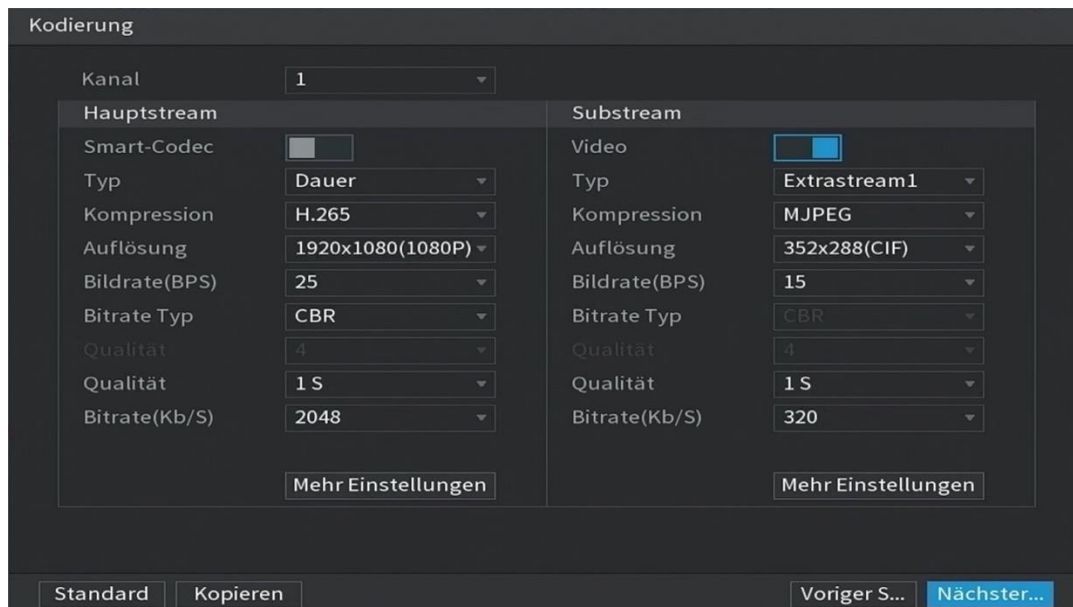 Kodierung
Kanal 1
Hauptstream Substream
Smart-Codec Video
Typ Dauer Typ Extrastream1
Kompression H.265 Kompression MJPEG
Auflösung 1920x1080(1080P) Auflösung 352x288(CIF)
Bildrate(BPS) 25 Bildrate(BPS) 15
Bitrate Typ CBR Bitrate Typ CBR
Qualität 4 Qualität 4
Qualität 1 S Qualität 1 S
Bitrate(Kb/S) 2048 Bitrate(Kb/S) 320
Mehr Einstellungen Mehr Einstellungen
Standard Kopieren Voriger S... Nächster...